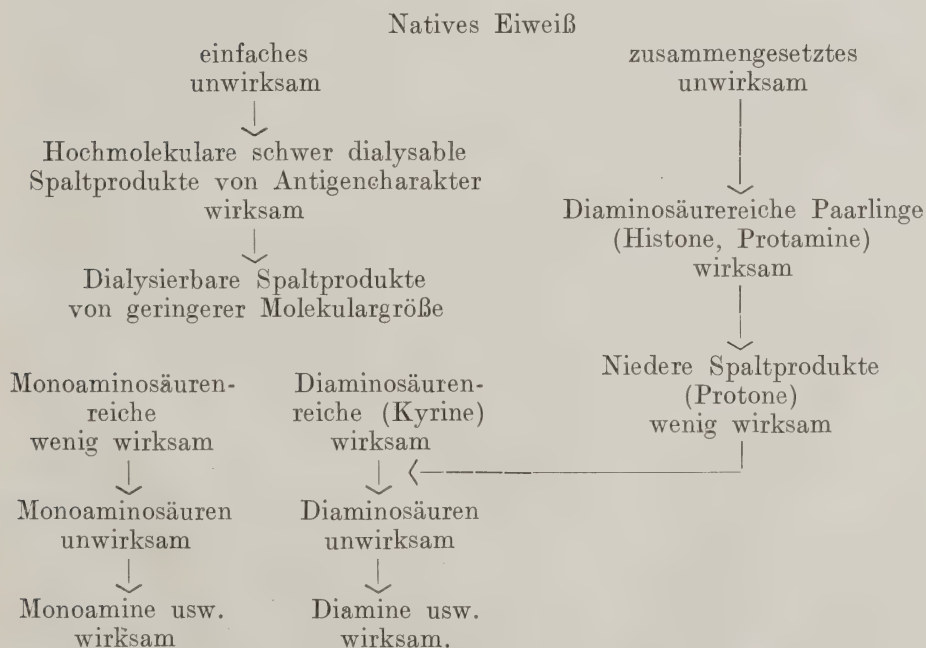 Natives Eiweiß
einfaches
unwirksam
Hochmolekulare schwer dialysable
Spaltprodukte von Antigencharakter
wirksam
Dialysierbare Spaltprodukte
von geringerer Molekulargröße
zusammengesetztes
unwirksam
Diaminosäurereiche Paarlinge
(Histone, Protamine)
wirksam
Niedere Spaltprodukte
(Protone)
wenig wirksam
Monoaminosäuren-
reiche
wenig wirksam
Monoaminosäuren
unwirksam
Monoamine usw.
wirksam
Diaminosäuren-
reiche (Kyrine)
wirksam
Diaminosäuren
unwirksam
Diamine usw.
wirksam.